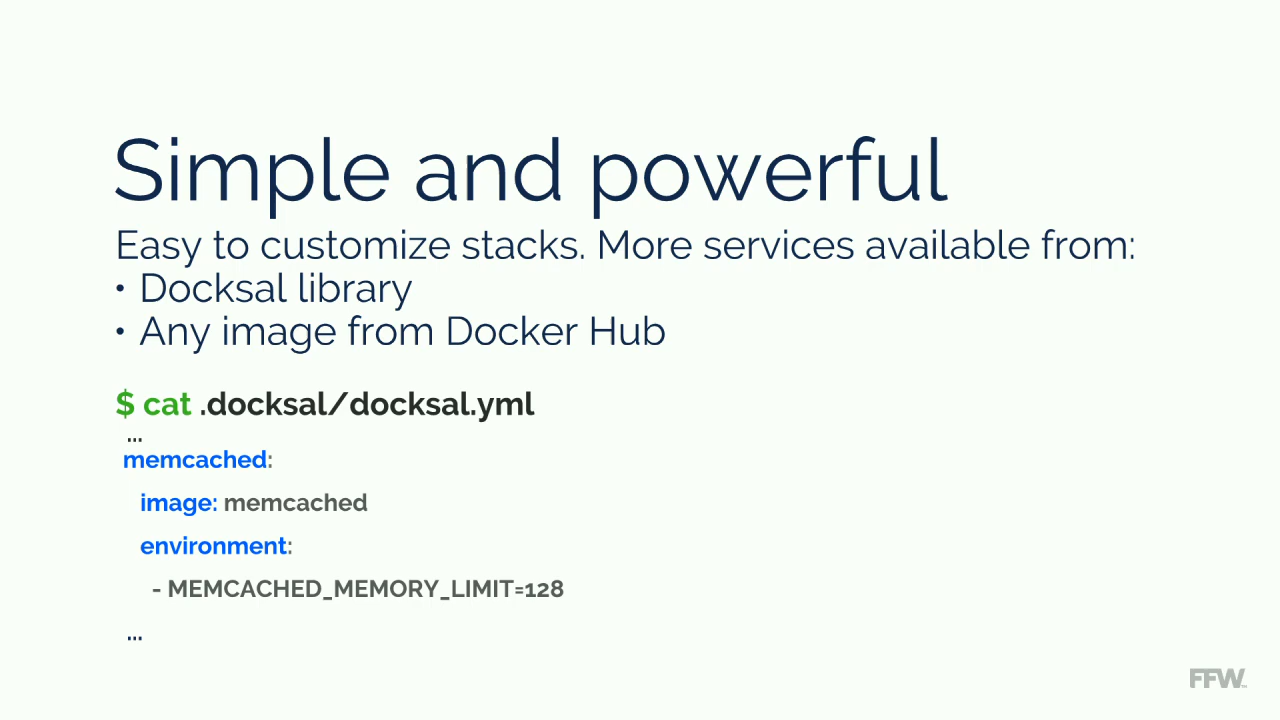 Simple and powerful
Easy to customize stacks. More services available from:
• Docksal library
• Any image from Docker Hub
$ cat .docksal/docksal.yml
...
memcached:
image: memcached
environment:
- MEMCACHED_MEMORY_LIMIT=128
...
FFW™